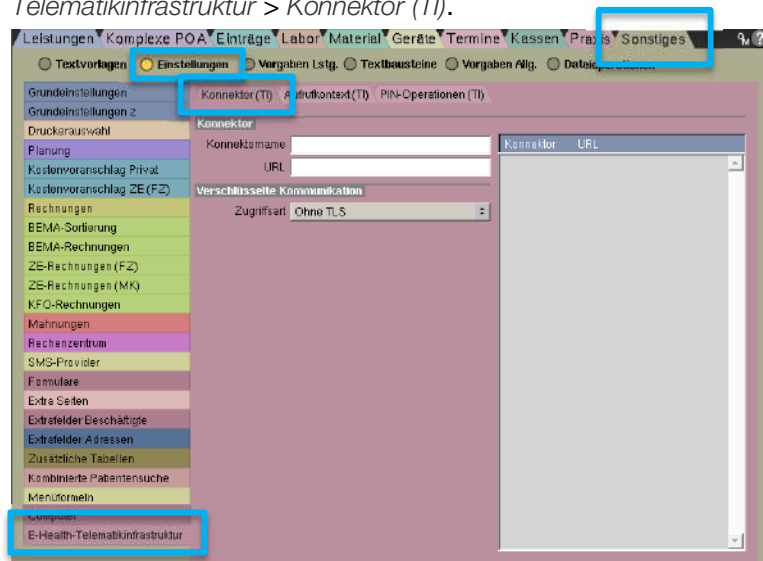 Telematikinfrastruktur > Konnektor (TI).
Leistungen Komplexe POA Einträge Labor Material Geräte Termine Kassen Praxis Sonstiges
Textvorlagen Einstellungen Vorgaben Lstg. Textbausteine Vorgaben Allg. Dateioperationen
Grundeinstellungen
Konnektor (TI) Aufrufkontext (TI) PIN-Operationen (TI)
Grundeinstellungen 2
Konnektor
Druckerauswahl
Konnektorname
Konnektor URL
Planung
URL
Kostenvoranschlag Privat
Kostenvoranschlag ZE (FZ)
Verschlüsselte Kommunikation
Rechnungen
Zugriffsart Ohne TLS
BEMA-Sortierung
BEMA-Rechnungen
ZE-Rechnungen (FZ)
ZE-Rechnungen (MK)
KFO-Rechnungen
Mahnungen
Rechenzentrum
SMS-Provider
Formulare
Extra Seiten
Extrafelder Beschäftigte
Extrafelder Adressen
Zusätzliche Tabellen
Kombinierte Patientensuche
Menüformeln
Computer
E-Health-Telematikinfrastruktur